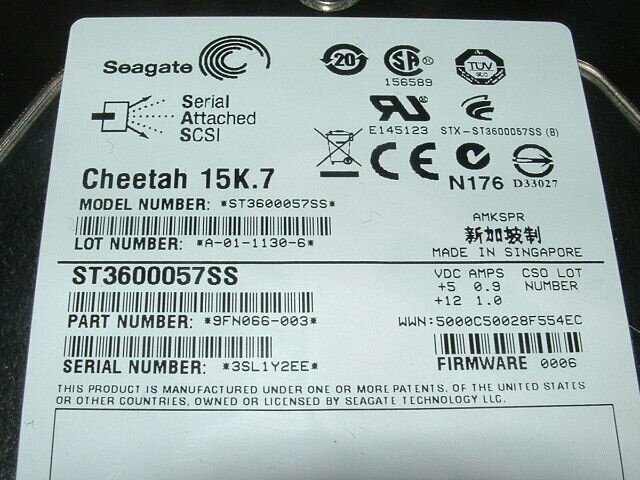 Seagate
20
SA ®
156589
TÜV
Serial
Attached
SCSI
E145123 STX-ST3600057SS (B)
Cheetah 15K.7
CE
N176 D33027
MODEL NUMBER: *ST3600057SS*
LOT NUMBER: *A-01-1130-6*
AMKSPR
新加坡制
MADE IN SINGAPORE
ST3600057SS
VDC AMPS CSO LOT
+5 0.9 NUMBER
+12 1.0
PART NUMBER: *9FN066-003*
WWN:5000C50028F554EC
SERIAL NUMBER: *3SL1Y2EE*
FIRMWARE 0006
THIS PRODUCT IS MANUFACTURED UNDER ONE OR MORE PATENTS, OF THE UNITED STATES
OR OTHER COUNTRIES, OWNED OR LICENSED BY SEAGATE TECHNOLOGY LLC.